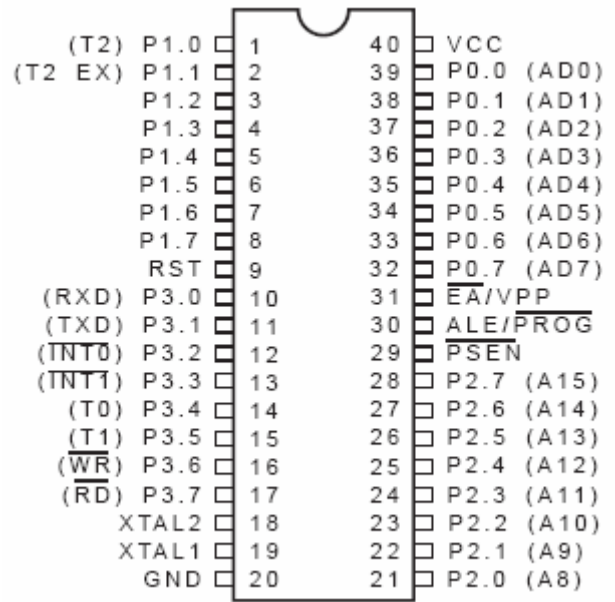 (T2) P1.0 1 40 VCC
(T2 EX) P1.1 2 39 P0.0 (AD0)
P1.2 3 38 P0.1 (AD1)
P1.3 4 37 P0.2 (AD2)
P1.4 5 36 P0.3 (AD3)
P1.5 6 35 P0.4 (AD4)
P1.6 7 34 P0.5 (AD5)
P1.7 8 33 P0.6 (AD6)
RST 9 32 P0.7 (AD7)
(RXD) P3.0 10 31 E̅A̅/VPP
(TXD) P3.1 11 30 ALE/P̅R̅O̅G̅
(I̅N̅T̅0̅) P3.2 12 29 P̅S̅E̅N̅
(I̅N̅T̅1̅) P3.3 13 28 P2.7 (A15)
(T0) P3.4 14 27 P2.6 (A14)
(T1) P3.5 15 26 P2.5 (A13)
(W̅R̅) P3.6 16 25 P2.4 (A12)
(R̅D̅) P3.7 17 24 P2.3 (A11)
XTAL2 18 23 P2.2 (A10)
XTAL1 19 22 P2.1 (A9)
GND 20 21 P2.0 (A8)